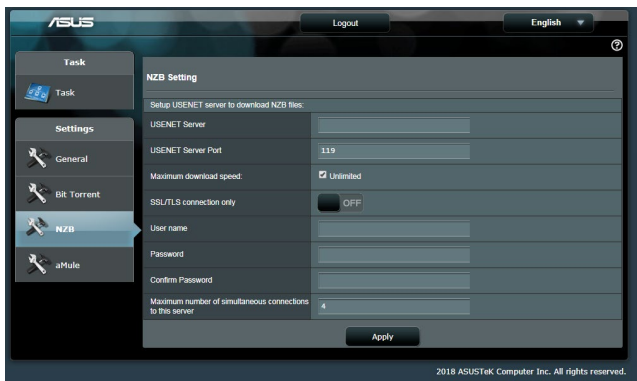 ASUS
Logout
English
Task
Task
Settings
General
Bit Torrent
NZB
aMule
NZB Setting
Setup USENET server to download NZB files:
USENET Server
USENET Server Port
119
Maximum download speed:
Unlimited
SSL/TLS connection only
OFF
User name
Password
Confirm Password
Maximum number of simultaneous connections
to this server
4
Apply
2018 ASUSTeK Computer Inc. All rights reserved.